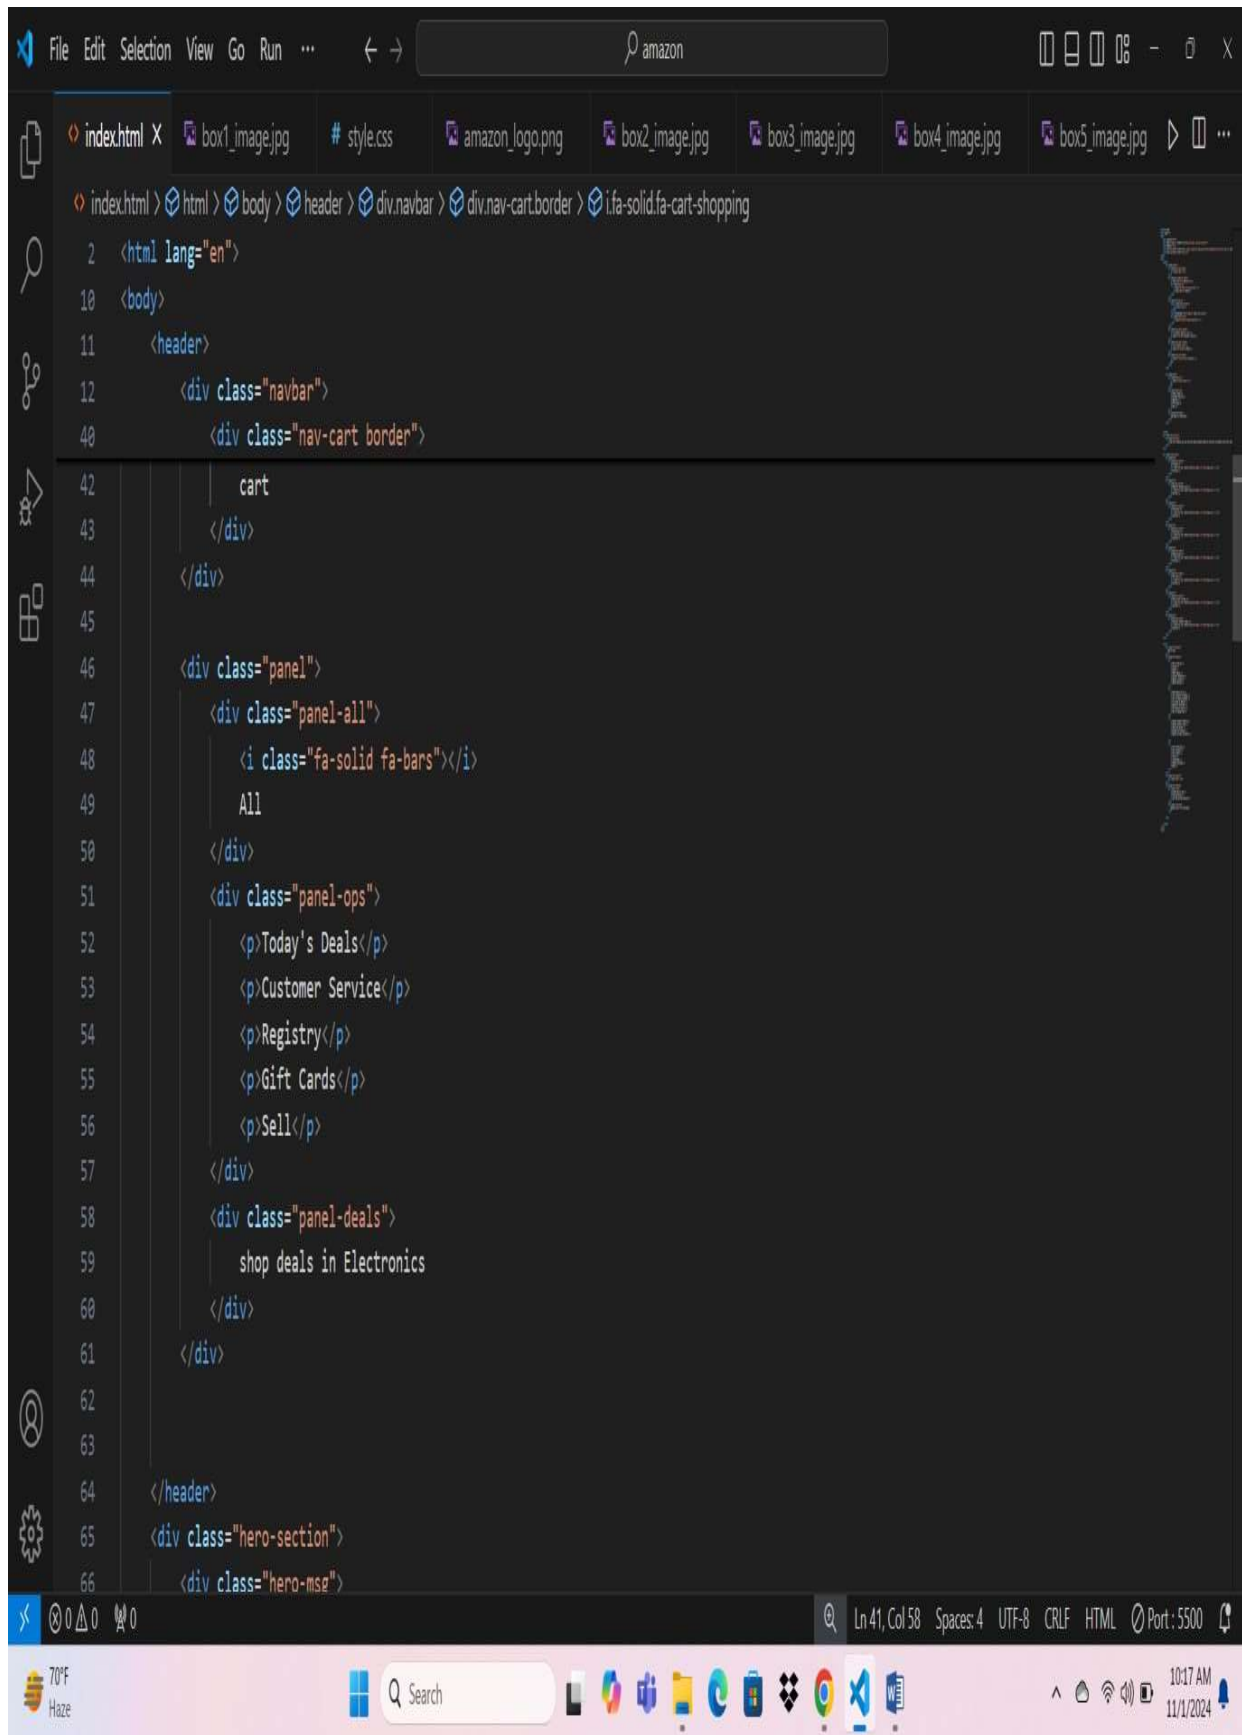 File Edit Selection View Go Run ··· ← → amazon
index.html X box1_image.jpg # style.css amazon_logo.png box2_image.jpg box3_image.jpg box4_image.jpg box5_image.jpg ···
index.html > html > body > header > div.navbar > div.nav-cart.border > i.fa-solid.fa-cart-shopping
2 <html lang="en">
10 <body>
11 <header>
12 <div class="navbar">
40 <div class="nav-cart border">
42 cart
43 </div>
44 </div>
45
46 <div class="panel">
47 <div class="panel-all">
48 <i class="fa-solid fa-bars"></i>
49 All
50 </div>
51 <div class="panel-ops">
52 <p>Today's Deals</p>
53 <p>Customer Service</p>
54 <p>Registry</p>
55 <p>Gift Cards</p>
56 <p>Sell</p>
57 </div>
58 <div class="panel-deals">
59 shop deals in Electronics
60 </div>
61 </div>
62
63
64 </header>
65 <div class="hero-section">
66 <div class="hero-msg">
0 0 0 Ln 41, Col 58 Spaces: 4 UTF-8 CRLF HTML Port : 5500
70°F
Haze
Search
10:17 AM
11/1/2024